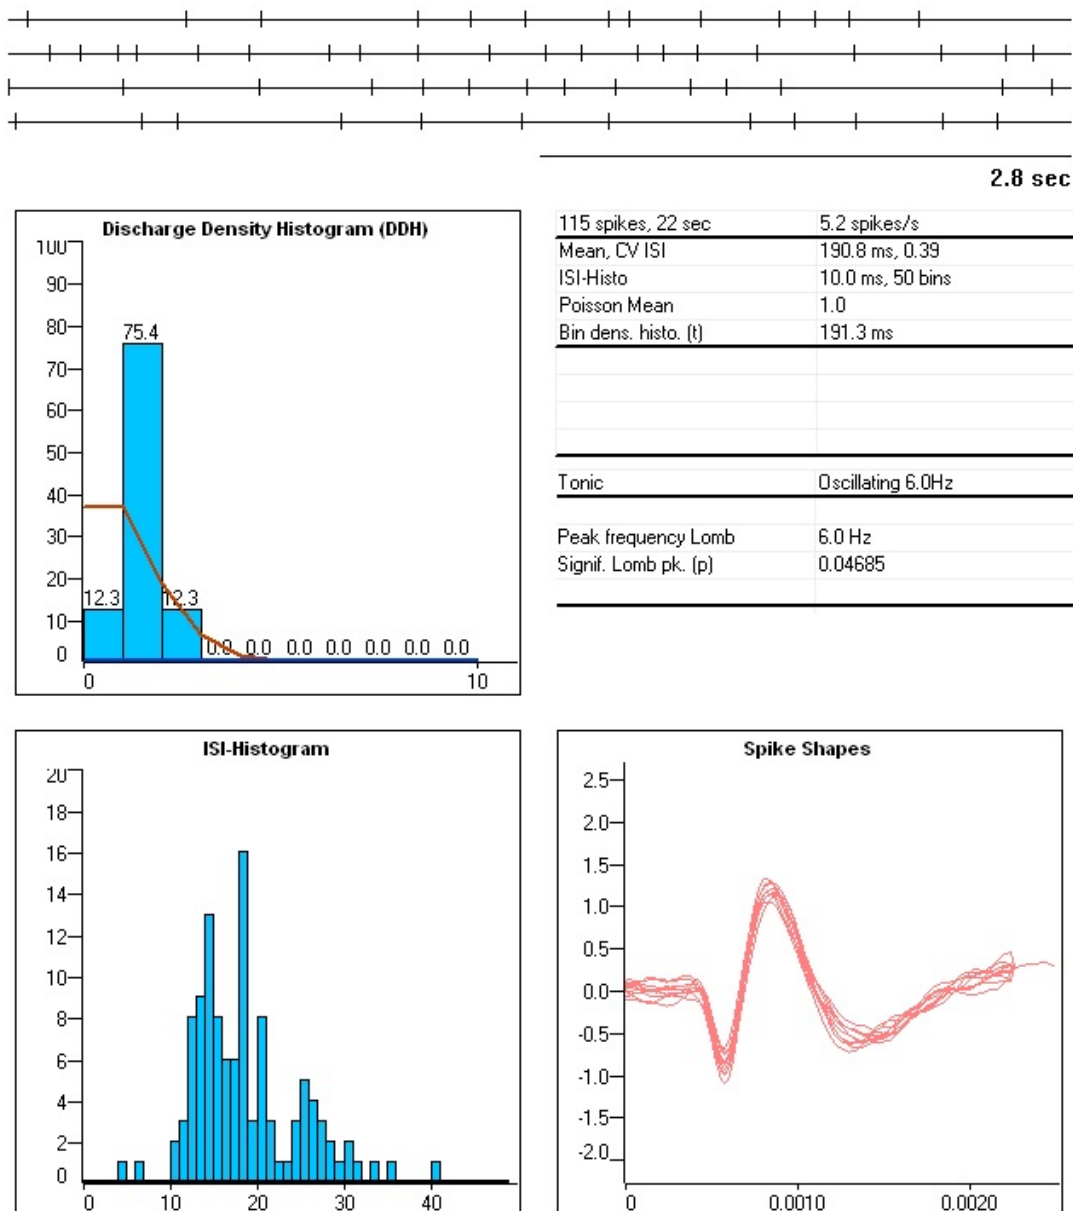 2.8 sec
Discharge Density Histogram (DDH)
100
90
80
70
60
50
40
30
20
10
0
75.4
12.3 12.3 0.0 0.0 0.0 0.0 0.0 0.0 0.0
0 10
115 spikes, 22 sec 5.2 spikes/s
Mean, CV ISI 190.8 ms, 0.39
ISI-Histo 10.0 ms, 50 bins
Poisson Mean 1.0
Bin dens. histo. (t) 191.3 ms
Tonic Oscillating 6.0Hz
Peak frequency Lomb 6.0 Hz
Signif. Lomb pk. (p) 0.04685
ISI-Histogram
20
18
16
14
12
10
8
6
4
2
0
0 10 20 30 40
Spike Shapes
2.5
2.0
1.5
1.0
0.5
0.0
-0.5
-1.0
-1.5
-2.0
0 0.0010 0.0020